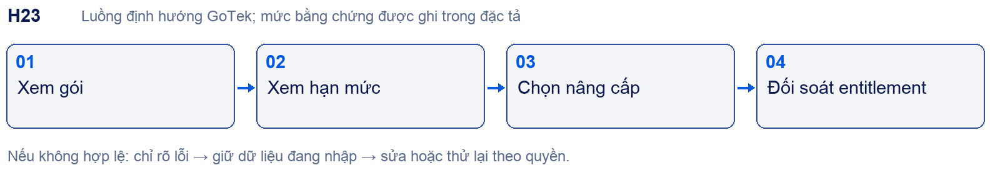 H23 Luồng định hướng GoTek; mức bằng chứng được ghi trong đặc tả
01
Xem gói
02
Xem hạn mức
03
Chọn nâng cấp
04
Đối soát entitlement
Nếu không hợp lệ: chỉ rõ lỗi → giữ dữ liệu đang nhập → sửa hoặc thử lại theo quyền.